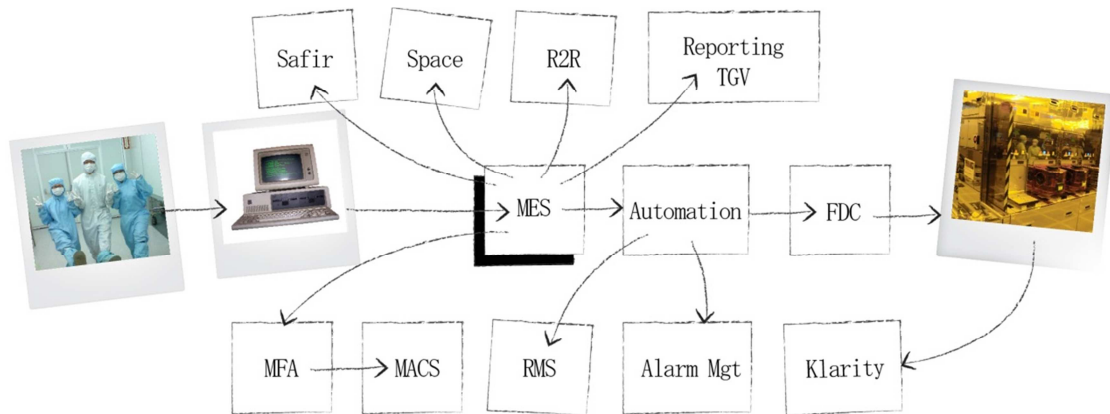 Safir
Space
R2R
Reporting
TGV
MES
Automation
FDC
MFA
MACS
RMS
Alarm Mgt
Klarity